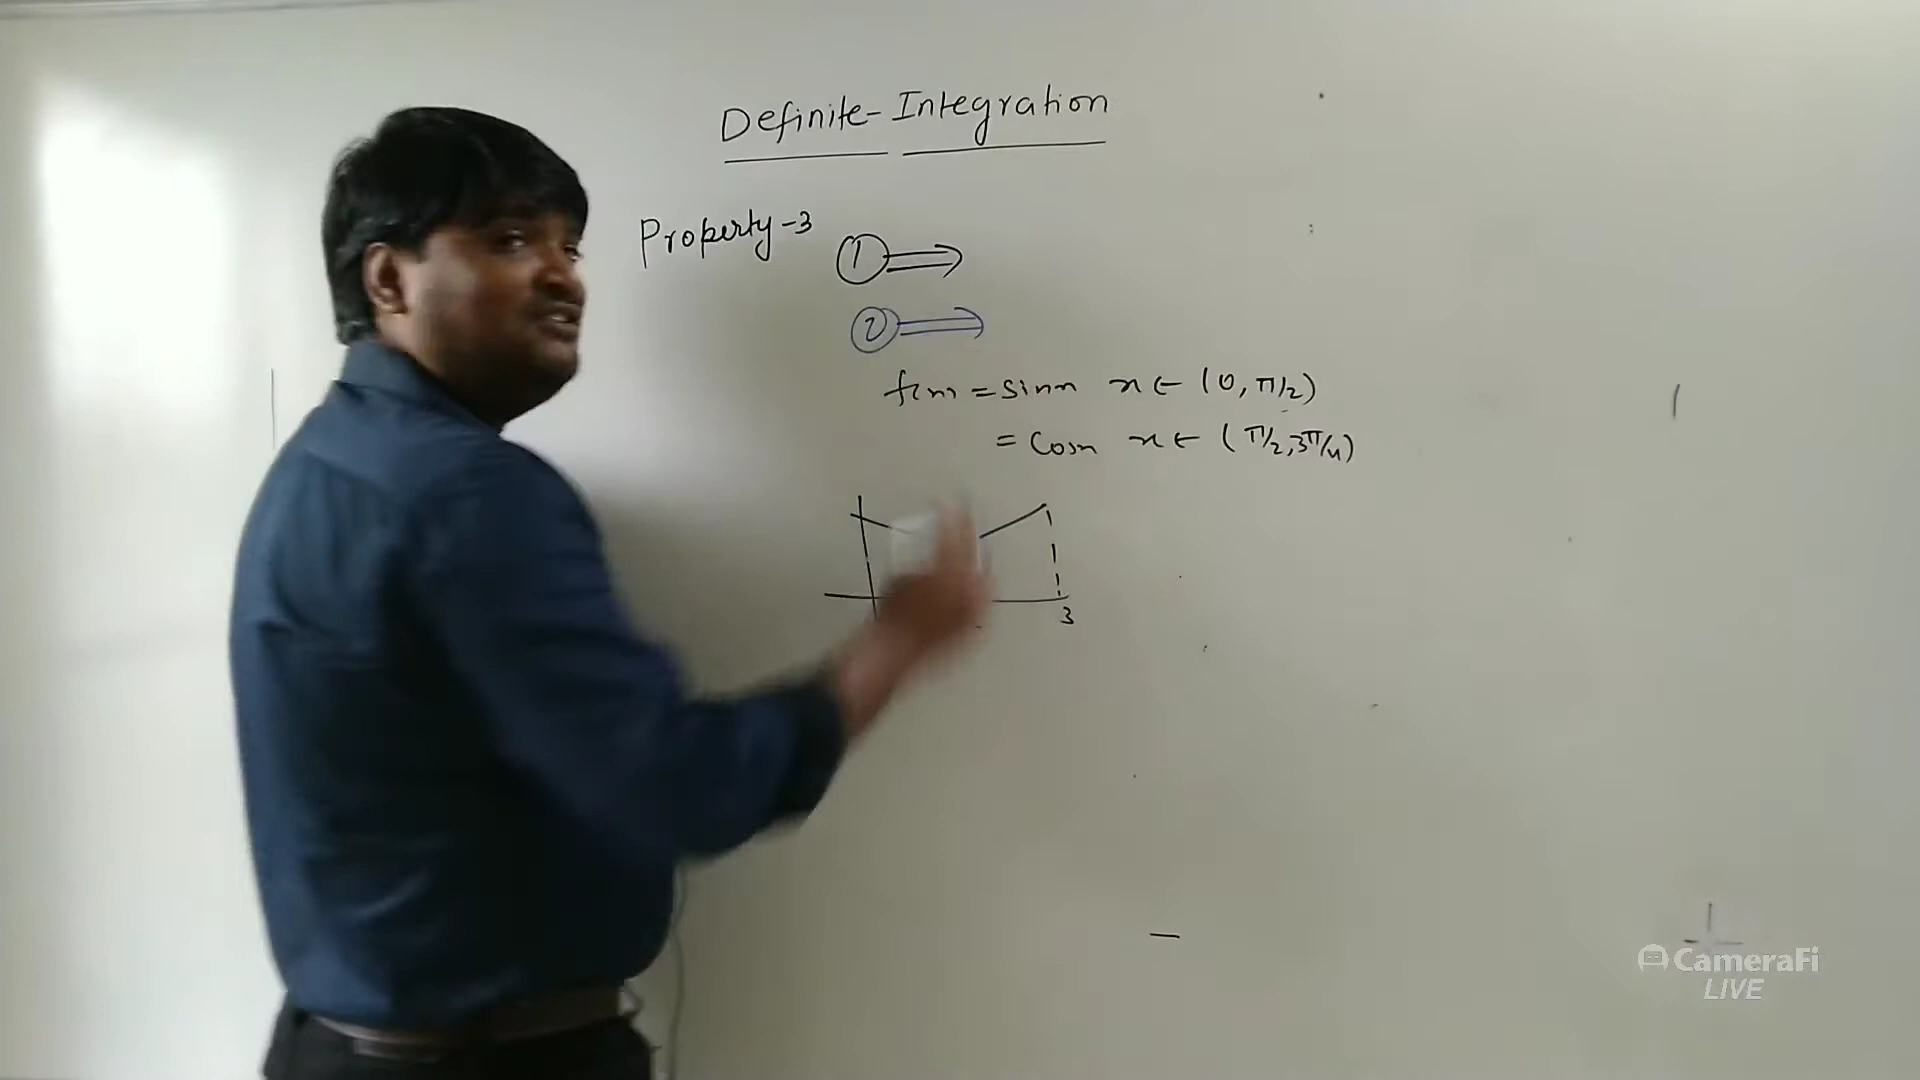 Definite-Integration
Property-3
1
2
f(x) = sinx x ∈ (0, π/2)
= cosx x ∈ (π/2, 3π/4)
3
CameraFi
LIVE